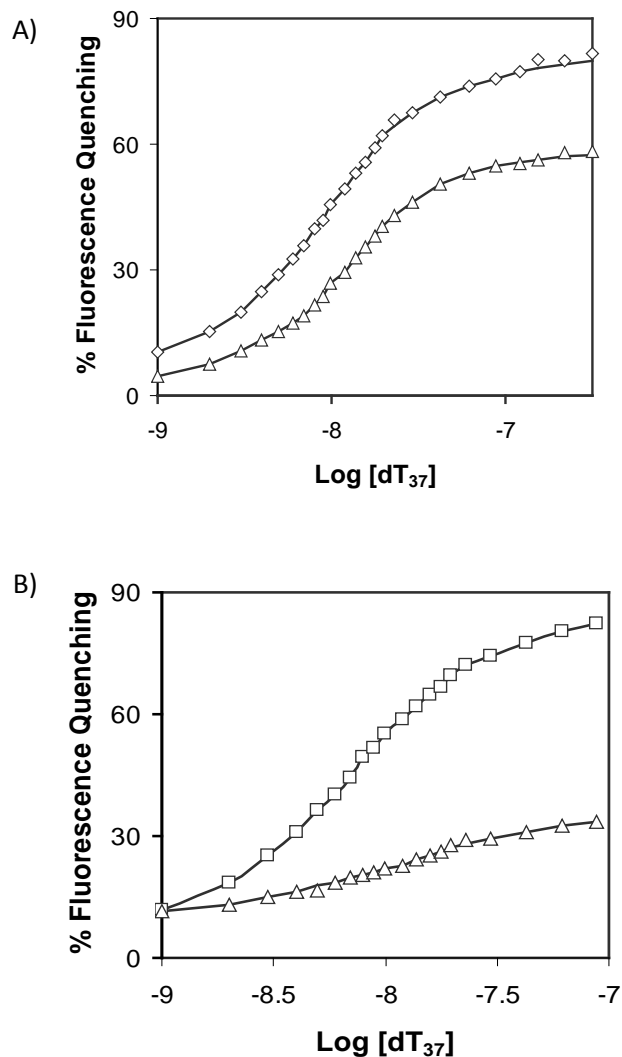 A)
90
60
30
0
% Fluorescence Quenching
-9 -8 -7
Log [dT37]
B)
90
60
30
0
% Fluorescence Quenching
-9 -8.5 -8 -7.5 -7
Log [dT37]